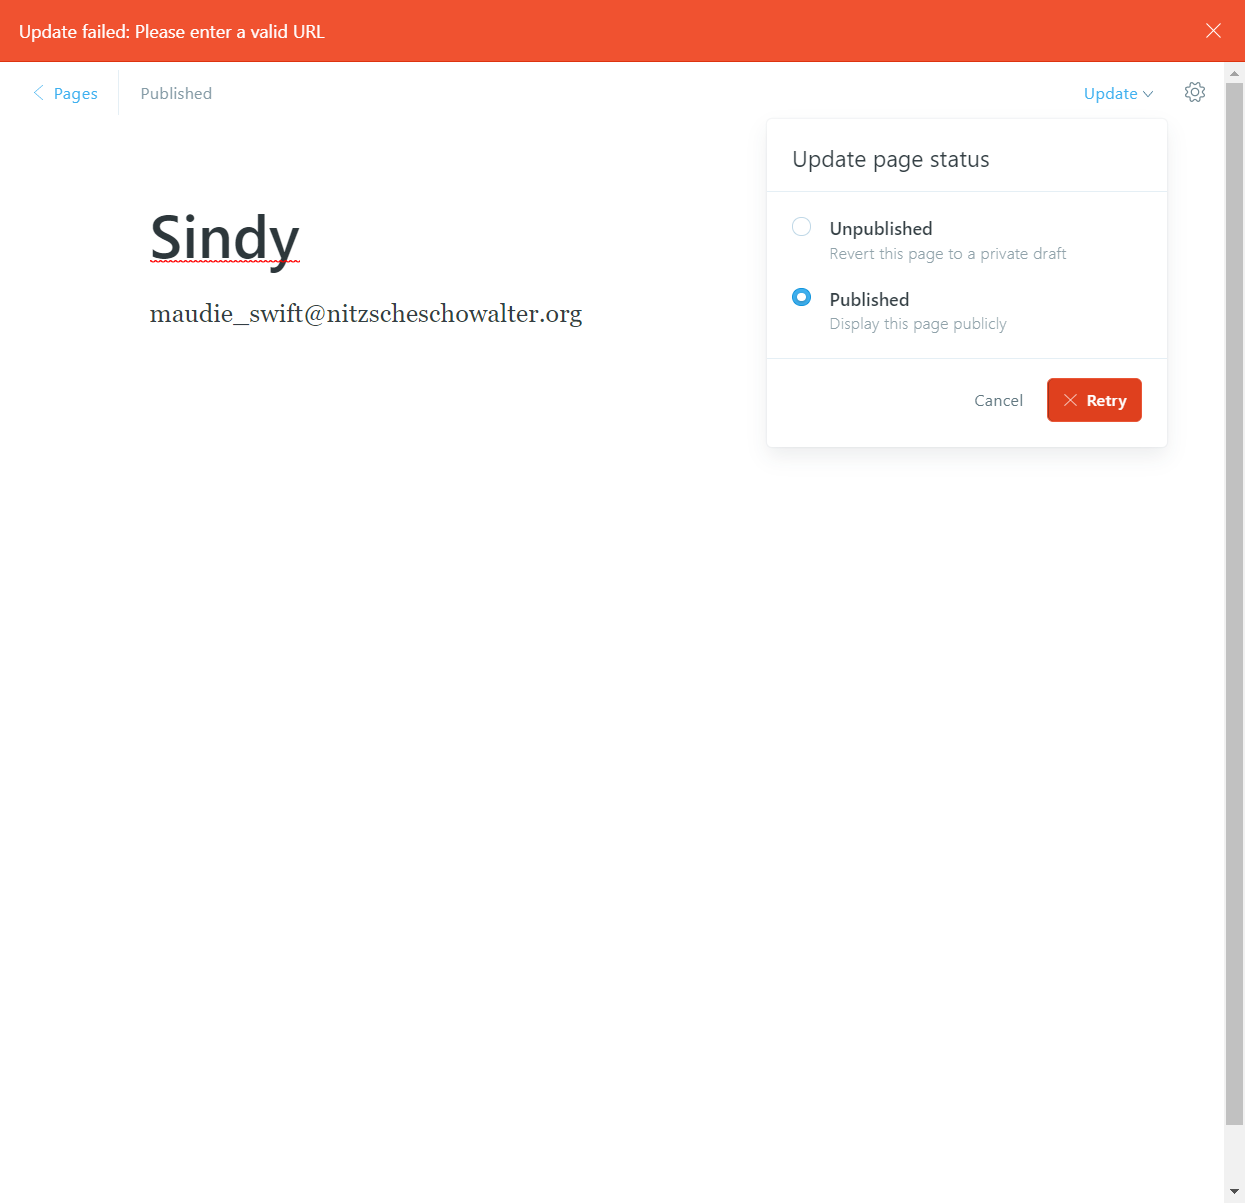 Update failed: Please enter a valid URL
Pages
Published
Update
Update page status
Sindy
Unpublished
Revert this page to a private draft
Published
Display this page publicly
maudie_swift@nitzscheschowalter.org
Cancel
Retry